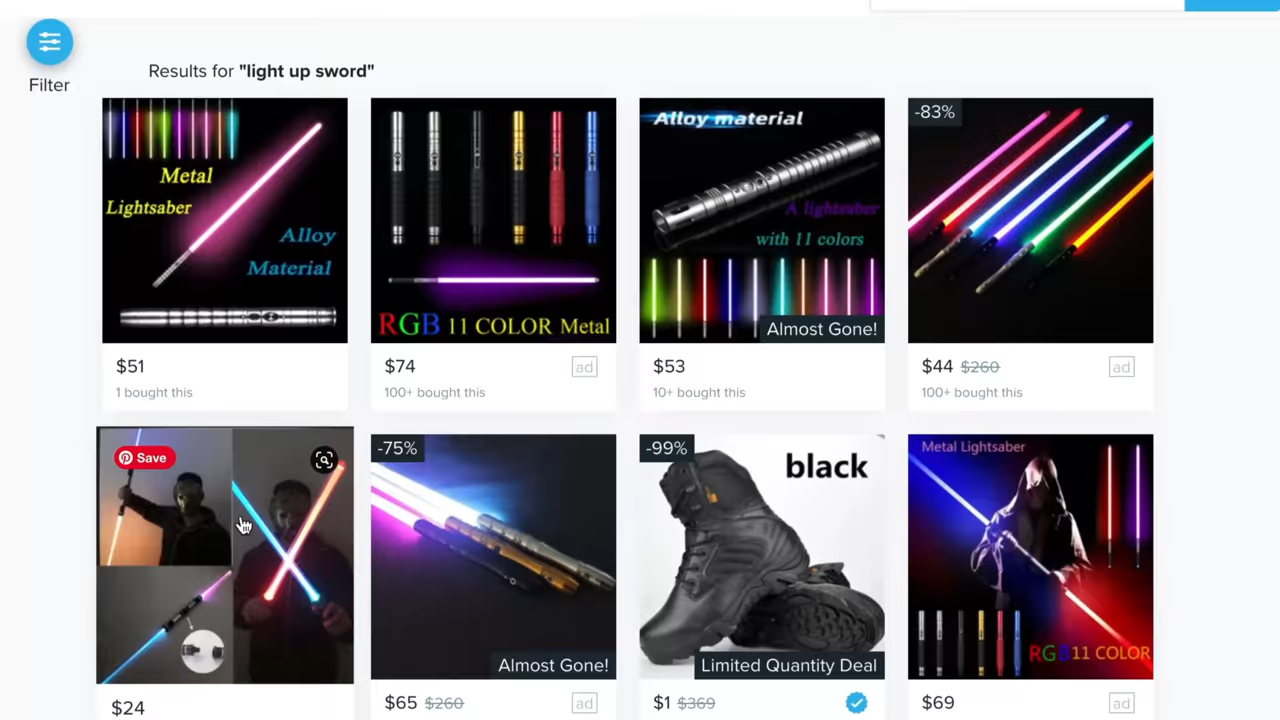 Filter
Results for "light up sword"
Metal
Lightsaber
Alloy
Material
$51
1 bought this
RGB 11 COLOR Metal
$74
ad
100+ bought this
Alloy material
A lightsaber
with 11 colors
Almost Gone!
$53
10+ bought this
-83%
$44 $260
ad
100+ bought this
Save
$24
-75%
Almost Gone!
$65 $260
ad
-99%
black
Limited Quantity Deal
$1 $369
Metal Lightsaber
RGB 11 COLOR
$69
ad